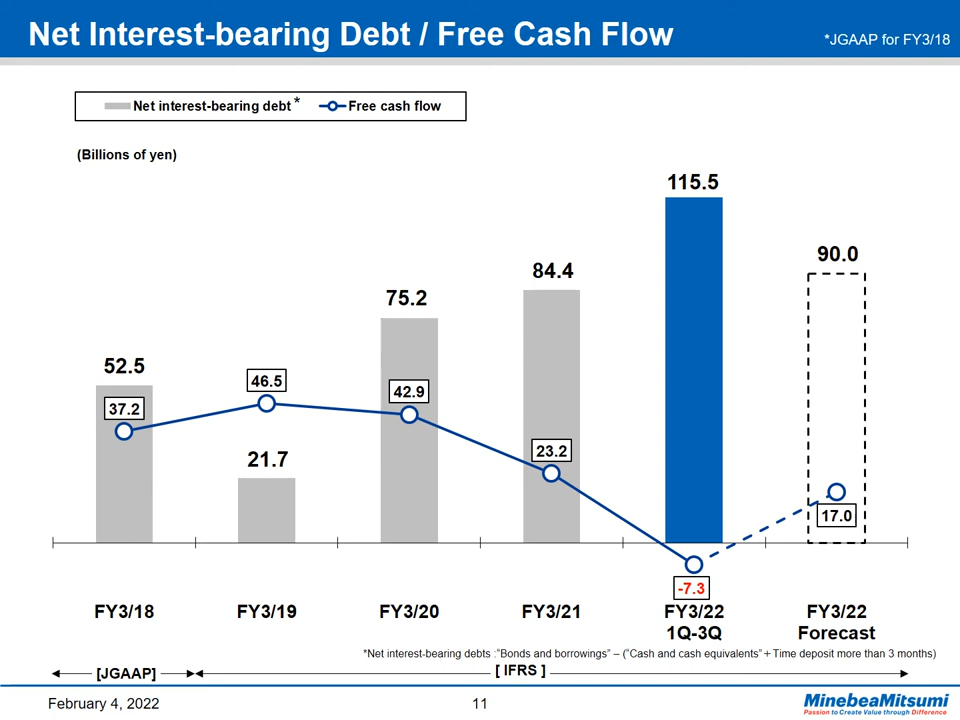 Net Interest-bearing Debt / Free Cash Flow
*JGAAP for FY3/18
Net interest-bearing debt * Free cash flow
(Billions of yen)
115.5
90.0
84.4
75.2
52.5
46.5
42.9
37.2
23.2
21.7
17.0
-7.3
FY3/18 FY3/19 FY3/20 FY3/21 FY3/22 FY3/22
1Q-3Q Forecast
*Net interest-bearing debts :"Bonds and borrowings" – ("Cash and cash equivalents"+Time deposit more than 3 months)
[JGAAP] [ IFRS ]
February 4, 2022 11 MinebeaMitsumi
Passion to Create Value through Difference